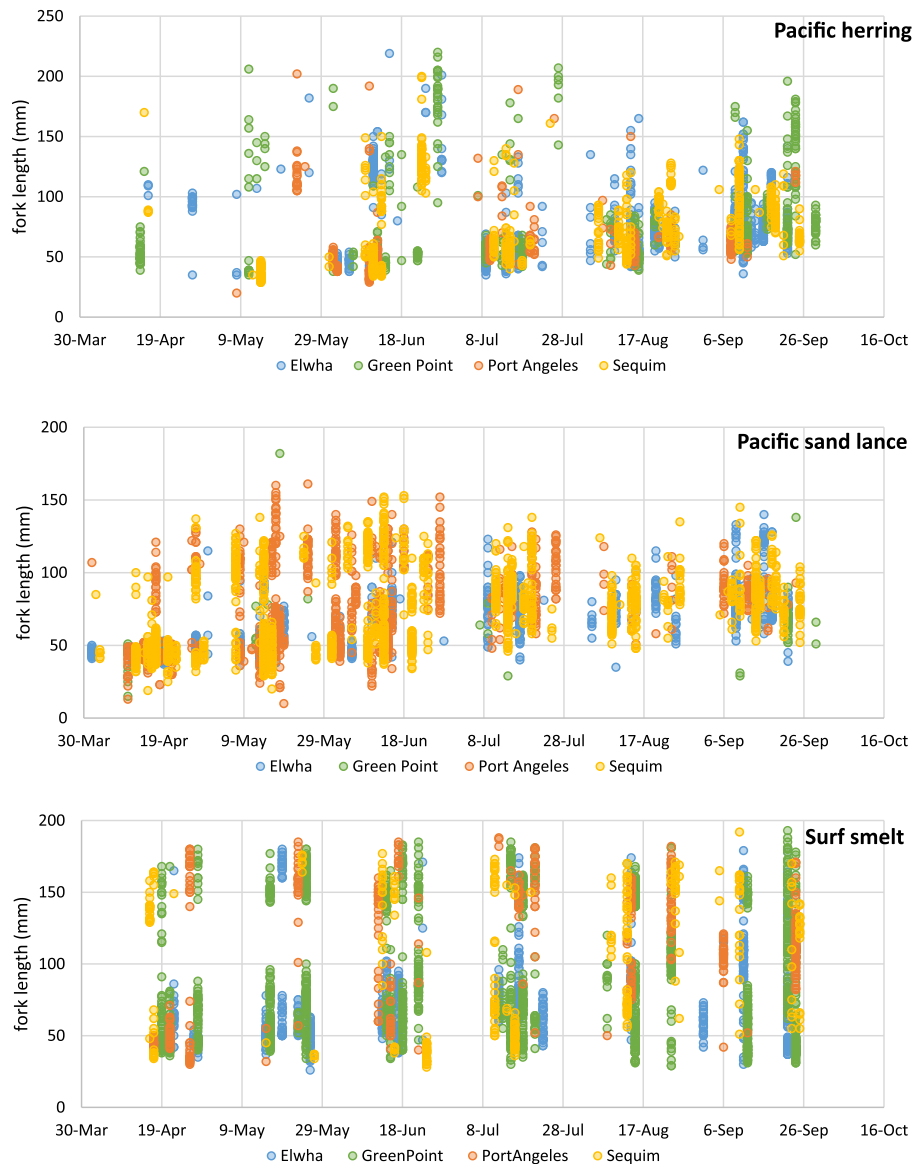 Pacific herring
250
200
150
100
50
0
fork length (mm)
30-Mar 19-Apr 9-May 29-May 18-Jun 8-Jul 28-Jul 17-Aug 6-Sep 26-Sep 16-Oct
Elwha Green Point Port Angeles Sequim
Pacific sand lance
200
150
100
50
0
fork length (mm)
30-Mar 19-Apr 9-May 29-May 18-Jun 8-Jul 28-Jul 17-Aug 6-Sep 26-Sep 16-Oct
Elwha Green Point Port Angeles Sequim
Surf smelt
200
150
100
50
0
fork length (mm)
30-Mar 19-Apr 9-May 29-May 18-Jun 8-Jul 28-Jul 17-Aug 6-Sep 26-Sep 16-Oct
Elwha GreenPoint PortAngeles Sequim